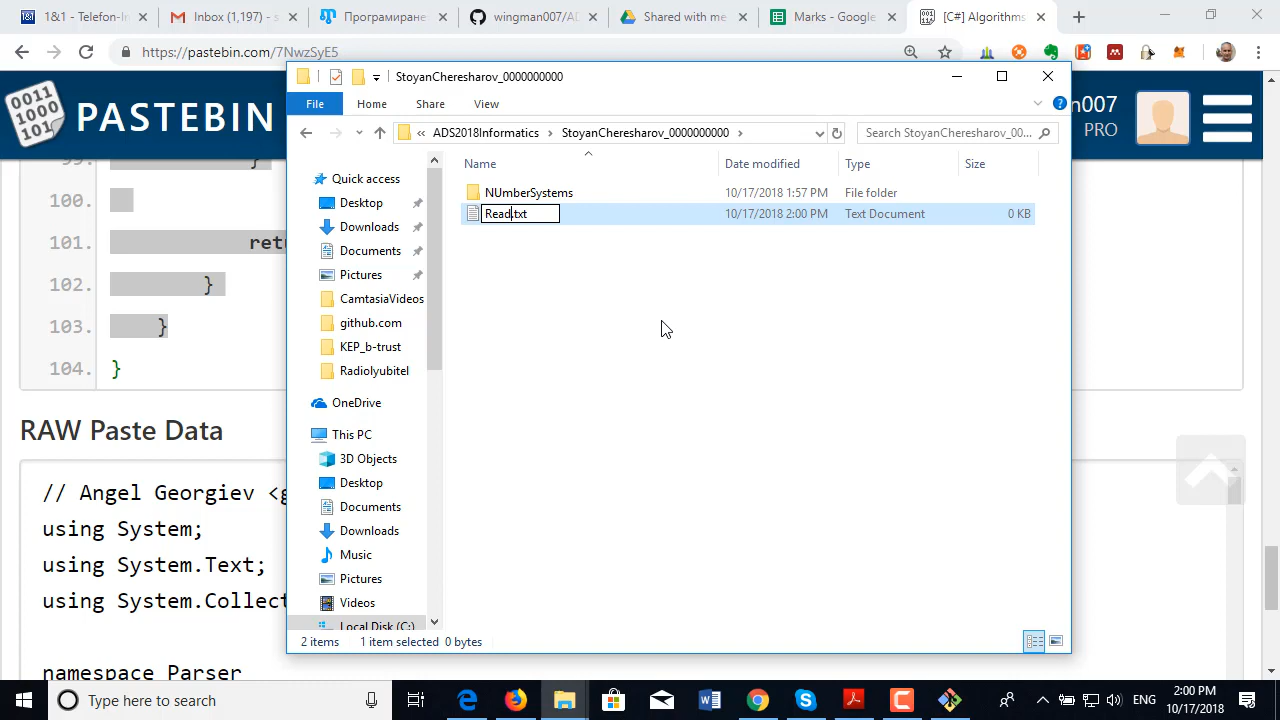 1&1 - Telefon-In
Inbox (1,197) - s
Програмиране
wingman007/AD
Shared with me
Marks - Google
[C#] Algorithms
https://pastebin.com/7NwzSyE5
0011
1000
101
PASTEBIN
n007
PRO
StoyanCheresharov_0000000000
File
Home
Share
View
«
ADS2018Informatics
StoyanCheresharov_0000000000
Search StoyanCheresharov_00...
Name
Date modified
Type
Size
NUmberSystems
10/17/2018 1:57 PM
File folder
Read.txt
10/17/2018 2:00 PM
Text Document
0 KB
Quick access
Desktop
Downloads
Documents
Pictures
CamtasiaVideos
github.com
KEP_b-trust
Radiolyubitel
OneDrive
This PC
3D Objects
Desktop
Documents
Downloads
Music
Pictures
Videos
Local Disk (C:)
2 items
1 item selected 0 bytes
99. }
100.
101. retu
102. }
103. }
104. }
RAW Paste Data
// Angel Georgiev <g
using System;
using System.Text;
using System.Collect
namespace Parser
Type here to search
ENG
2:00 PM
10/17/2018